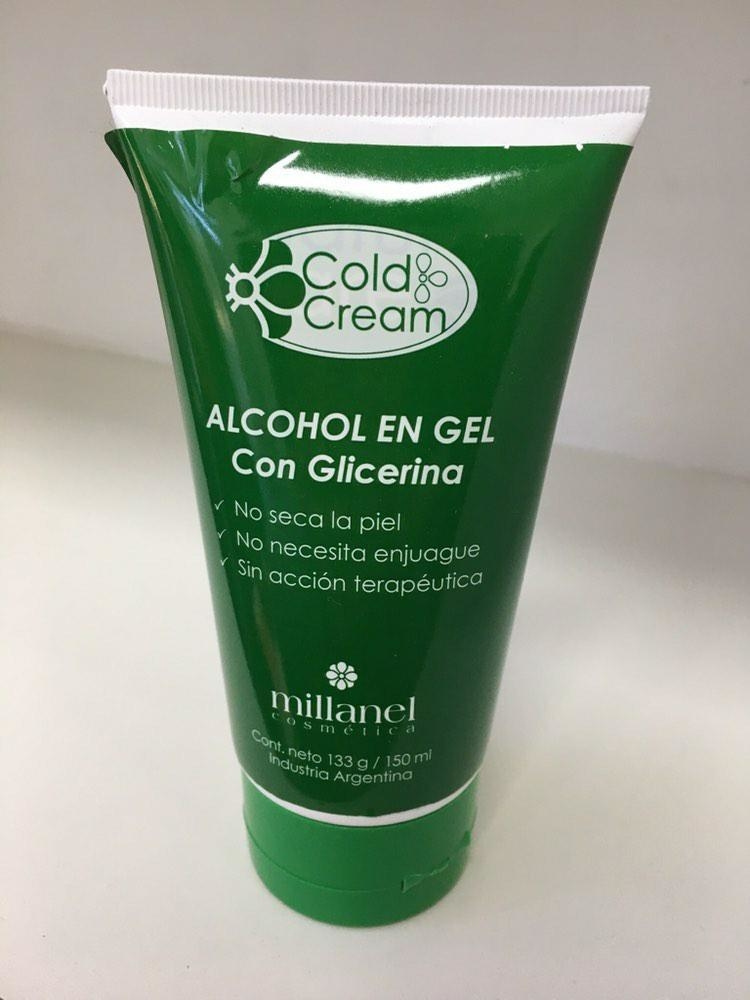 Cold
Cream
ALCOHOL EN GEL
Con Glicerina
✓ No seca la piel
✓ No necesita enjuague
✓ Sin acción terapéutica
millanel
cosmética
Cont. neto 133 g / 150 ml
Industria Argentina